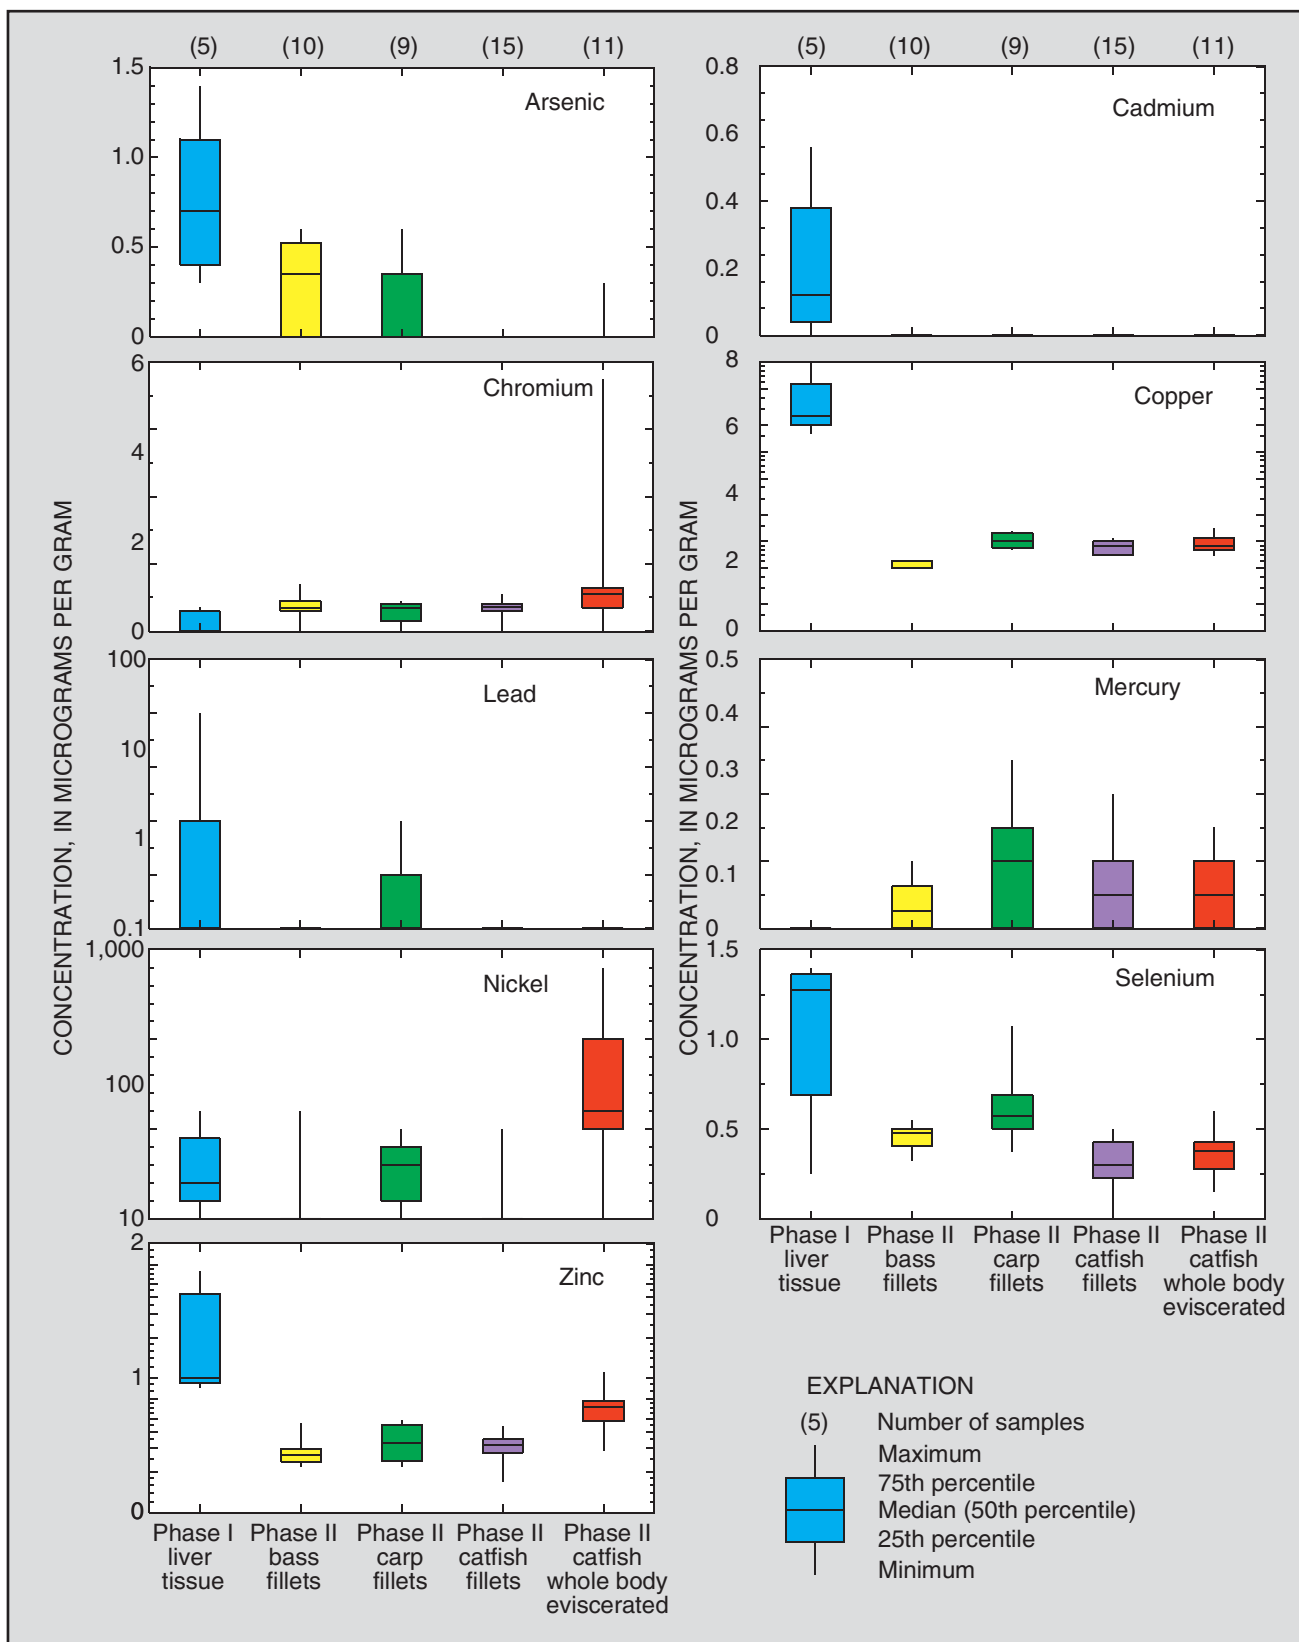 (5) (10) (9) (15) (11)
(5) (10) (9) (15) (11)
CONCENTRATION, IN MICROGRAMS PER GRAM
1.5
1.0
0.5
0
Arsenic
6
4
2
0
Chromium
100
10
1
0.1
Lead
1,000
100
10
Nickel
2
1
0
Zinc
Phase I Phase II Phase II Phase II Phase II
liver bass carp catfish catfish
tissue fillets fillets fillets whole body
eviscerated
CONCENTRATION, IN MICROGRAMS PER GRAM
0.8
0.6
0.4
0.2
0
Cadmium
8
6
4
2
0
Copper
0.5
0.4
0.3
0.2
0.1
0
Mercury
1.5
1.0
0.5
0
Selenium
Phase I Phase II Phase II Phase II Phase II
liver bass carp catfish catfish
tissue fillets fillets fillets whole body
eviscerated
EXPLANATION
(5) Number of samples
Maximum
75th percentile
Median (50th percentile)
25th percentile
Minimum